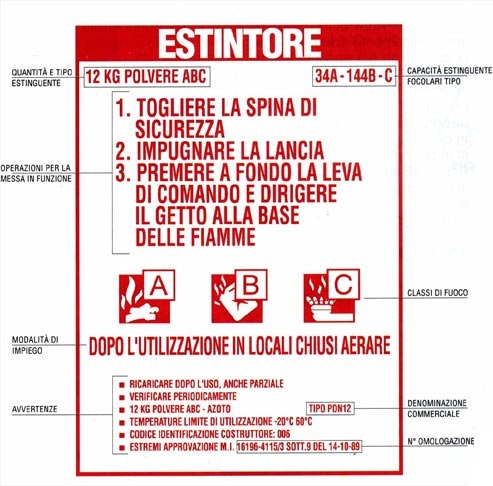 ESTINTORE
QUANTITÀ E TIPO
ESTINGUENTE
12 KG POLVERE ABC
34A - 144B - C
CAPACITÀ ESTINGUENTE
FOCOLARI TIPO
OPERAZIONI PER LA
MESSA IN FUNZIONE
1. TOGLIERE LA SPINA DI
SICUREZZA
2. IMPUGNARE LA LANCIA
3. PREMERE A FONDO LA LEVA
DI COMANDO E DIRIGERE
IL GETTO ALLA BASE
DELLE FIAMME
A
B
C
CLASSI DI FUOCO
MODALITÀ DI
IMPIEGO
DOPO L'UTILIZZAZIONE IN LOCALI CHIUSI AERARE
AVVERTENZE
RICARICARE DOPO L'USO, ANCHE PARZIALE
VERIFICARE PERIODICAMENTE
12 KG POLVERE ABC - AZOTO
TIPO PDN12
DENOMINAZIONE
COMMERCIALE
TEMPERATURE LIMITE DI UTILIZZAZIONE -20°C 60°C
CODICE IDENTIFICAZIONE COSTRUTTORE: 006
ESTREMI APPROVAZIONE M.I. 16196-4115/3 SOTT.9 DEL 14-10-89
N° OMOLOGAZIONE